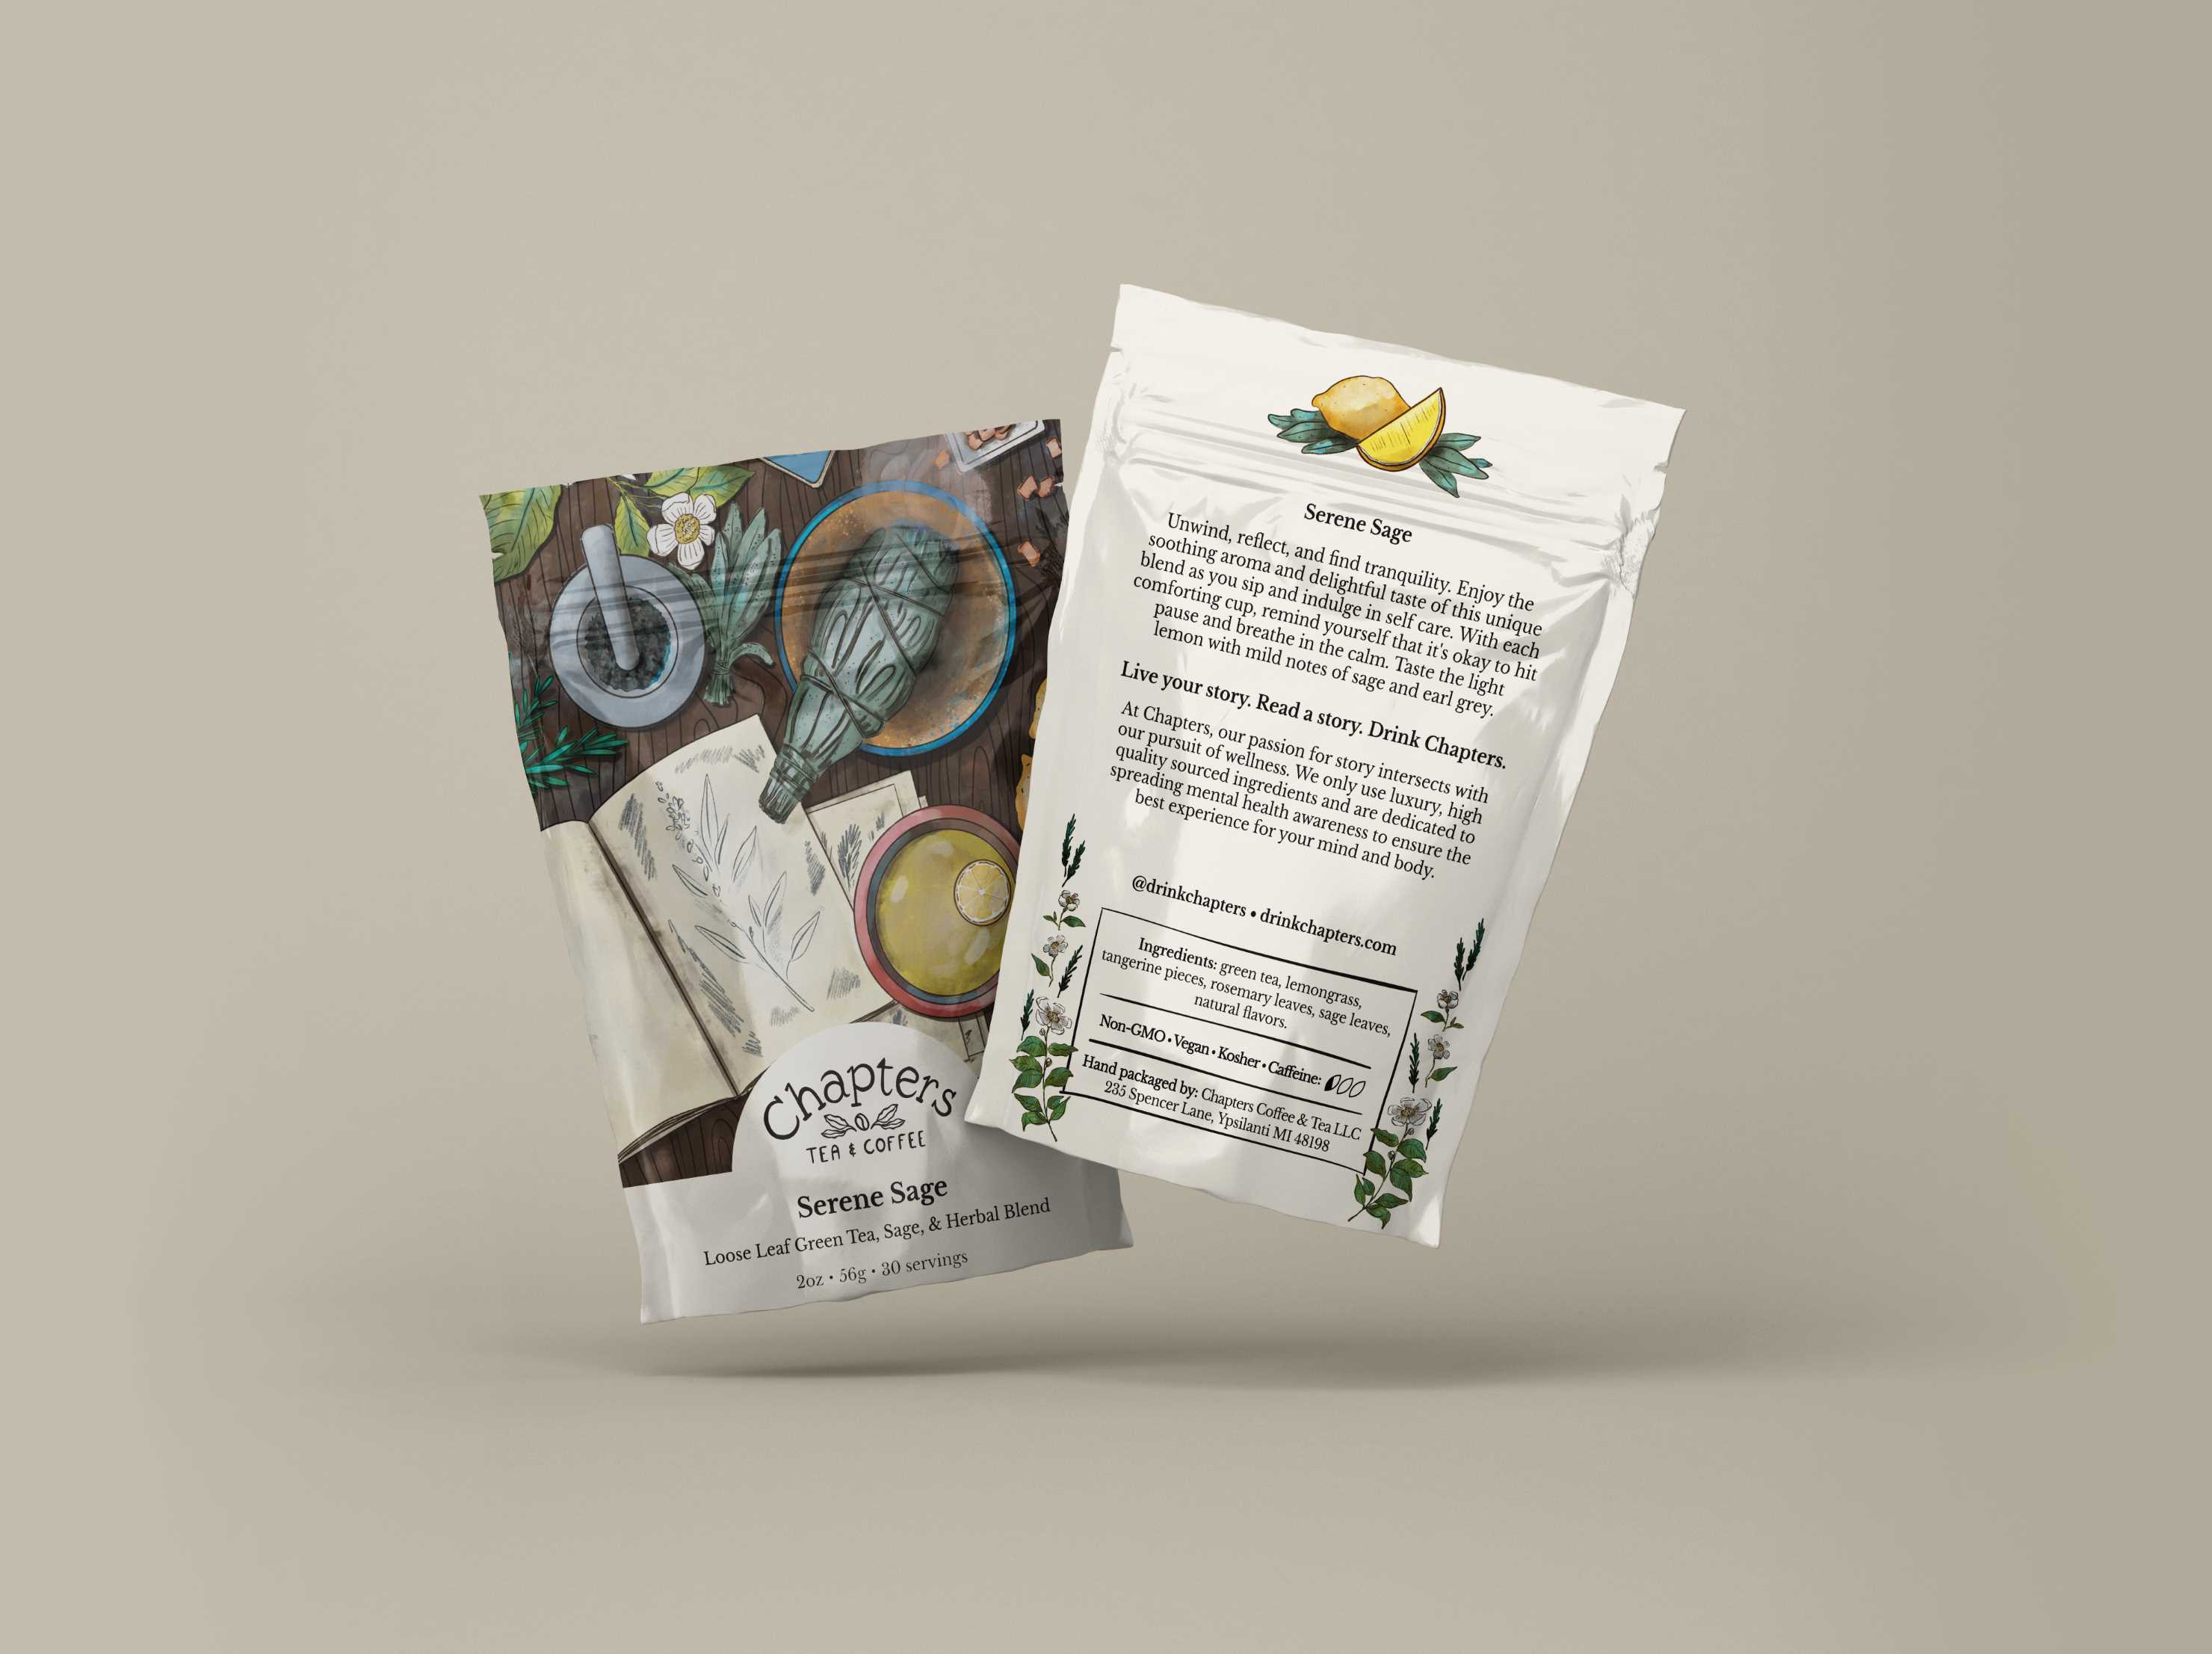 Chapters
TEA & COFFEE
Serene Sage
Loose Leaf Green Tea, Sage, & Herbal Blend
2oz • 56g • 30 servings
Serene Sage
Unwind, reflect, and find tranquility. Enjoy the
soothing aroma and delightful taste of this unique
blend as you sip and indulge in self care. With each
comforting cup, remind yourself that it's okay to hit
pause and breathe in the calm. Taste the light
lemon with mild notes of sage and earl grey.
Live your story. Read a story. Drink Chapters.
At Chapters, our passion for story intersects with
our pursuit of wellness. We only use luxury, high
quality sourced ingredients and are dedicated to
spreading mental health awareness to ensure the
best experience for your mind and body.
@drinkchapters • drinkchapters.com
Ingredients: green tea, lemongrass,
tangerine pieces, rosemary leaves, sage leaves,
natural flavors.
Non-GMO • Vegan • Kosher • Caffeine:
Hand packaged by: Chapters Coffee & Tea LLC
235 Spencer Lane, Ypsilanti MI 48198